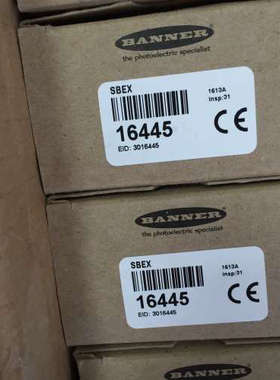 BANNER
the photoelectric specialist
SBEX
1613A
insp:31
16445
EID: 3016445
CE
BANNER
the photoelectric specialist
SBEX
1613A
insp:31
16445
EID: 3016445
CE